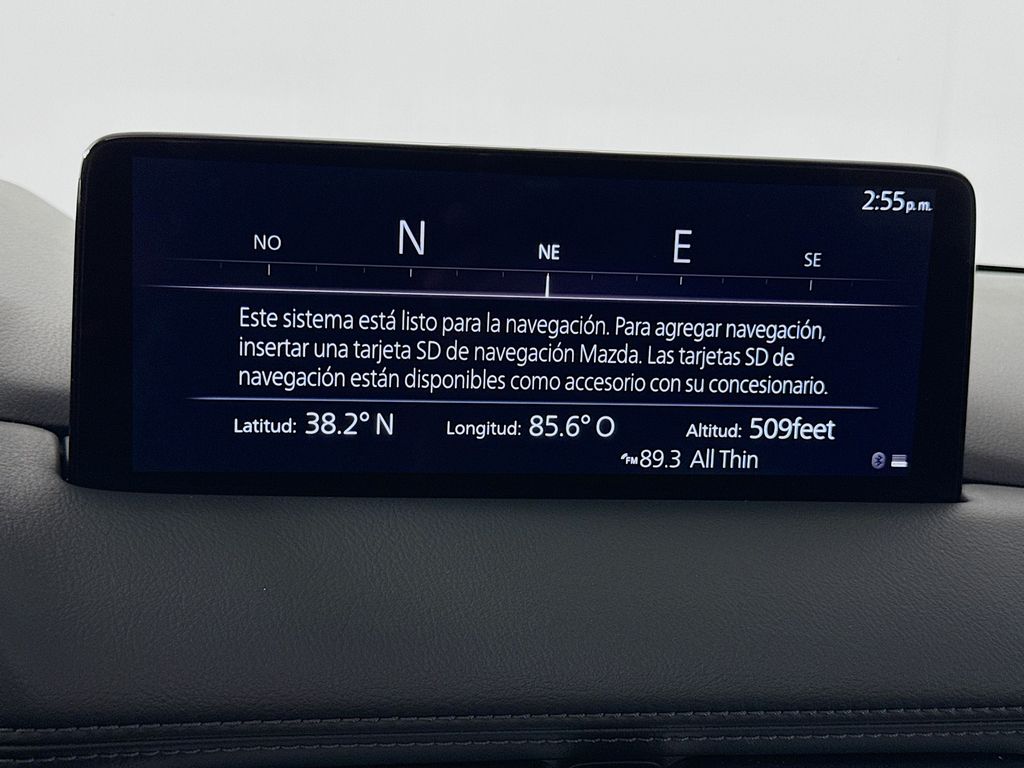 2:55 p.m.
NO N NE E SE
Este sistema está listo para la navegación. Para agregar navegación,
insertar una tarjeta SD de navegación Mazda. Las tarjetas SD de
navegación están disponibles como accesorio con su concesionario.
Latitud: 38.2° N Longitud: 85.6° O Altitud: 509feet
FM 89.3 All Thin